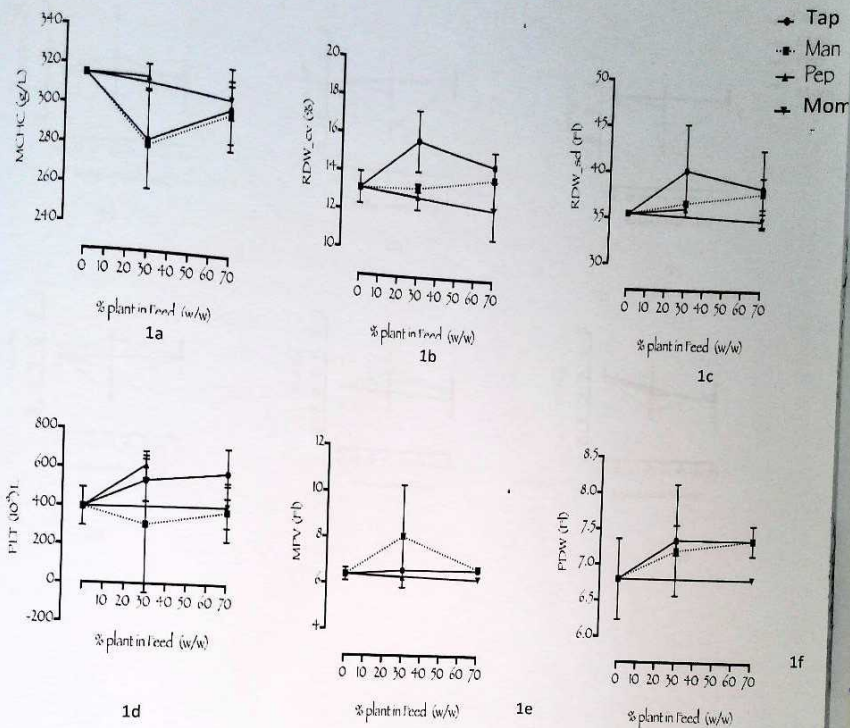 Tap
Man
Pep
Mom
MCHC (g/L)
340
320
300
280
260
240
0 10 20 30 40 50 60 70
% plant in Feed (w/w)
1a
RDW_cv (%)
20
18
16
14
12
10
0 10 20 30 40 50 60 70
% plant in Feed (w/w)
1b
RDW_sd (fl)
50
45
40
35
30
0 10 20 30 40 50 60 70
% plant in Feed (w/w)
1c
800
600
400
200
0
-200
10 20 30 40 50 60 70
% plant in Feed (w/w)
1d
MPV (fl)
12
10
8
6
4
0 10 20 30 40 50 60 70
% plant in Feed (w/w)
1e
PDW (fl)
8.5
8.0
7.5
7.0
6.5
6.0
0 10 20 30 40 50 60 70
% plant in Feed (w/w)
1f